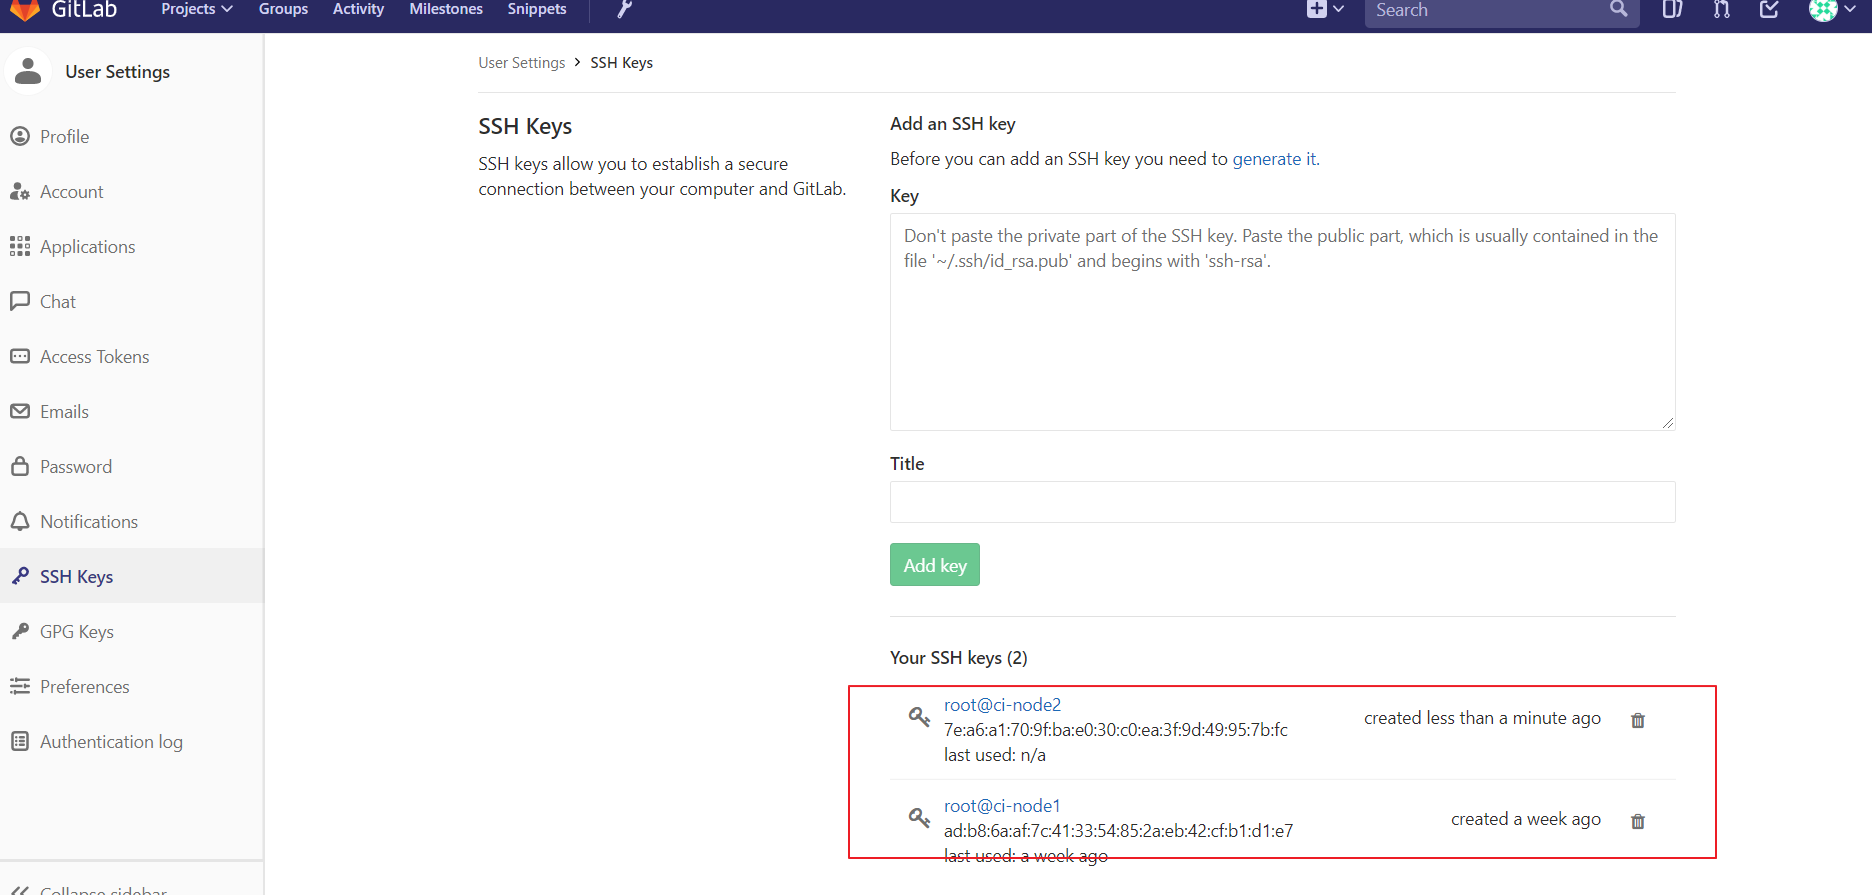 GitLab
Projects
Groups
Activity
Milestones
Snippets
Search
User Settings
Profile
Account
Applications
Chat
Access Tokens
Emails
Password
Notifications
SSH Keys
GPG Keys
Preferences
Authentication log
Collapse sidebar
User Settings > SSH Keys
SSH Keys
SSH keys allow you to establish a secure
connection between your computer and GitLab.
Add an SSH key
Before you can add an SSH key you need to generate it.
Key
Don't paste the private part of the SSH key. Paste the public part, which is usually contained in the
file '~/.ssh/id_rsa.pub' and begins with 'ssh-rsa'.
Title
Add key
Your SSH keys (2)
root@ci-node2
7e:a6:a1:70:9f:ba:e0:30:c0:ea:3f:9d:49:95:7b:fc
last used: n/a
created less than a minute ago
root@ci-node1
ad:b8:6a:af:7c:41:33:54:85:2a:eb:42:cf:b1:d1:e7
last used: a week ago
created a week ago